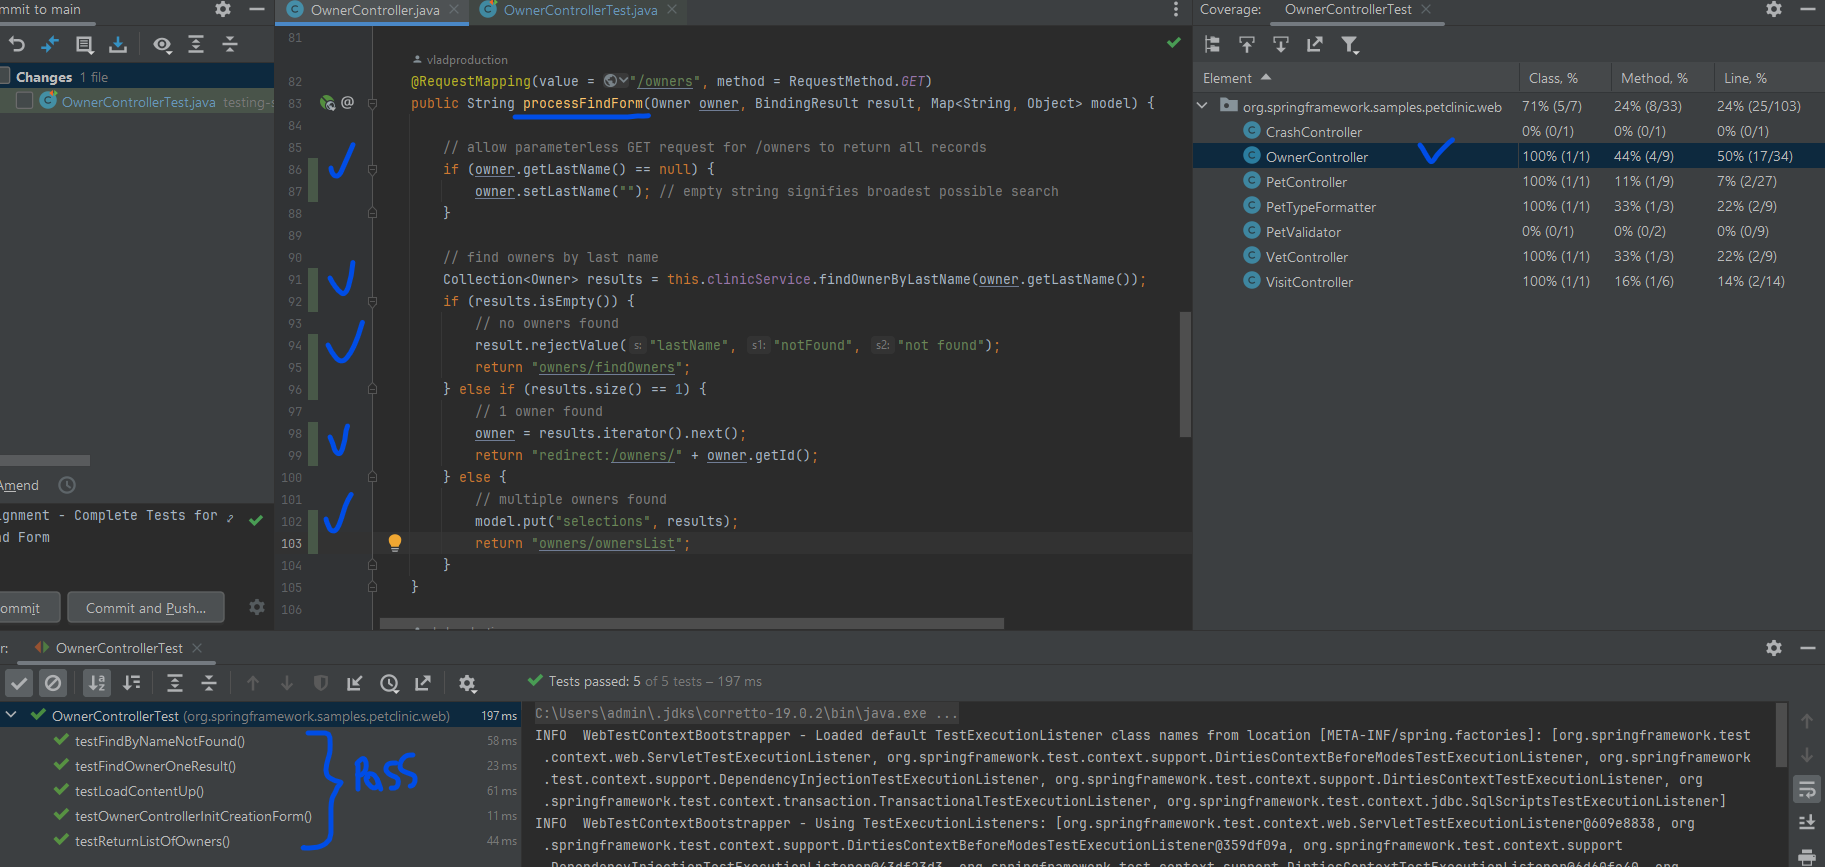 mmit to main
OwnerController.java
OwnerControllerTest.java
Coverage:
OwnerControllerTest
Changes 1 file
OwnerControllerTest.java testing-s
81
vladproduction
82 @RequestMapping(value = "/owners", method = RequestMethod.GET)
83 @ public String processFindForm(Owner owner, BindingResult result, Map<String, Object> model) {
84
85 // allow parameterless GET request for /owners to return all records
86 if (owner.getLastName() == null) {
87 owner.setLastName(""); // empty string signifies broadest possible search
88 }
89
90 // find owners by last name
91 Collection<Owner> results = this.clinicService.findOwnerByLastName(owner.getLastName());
92 if (results.isEmpty()) {
93 // no owners found
94 result.rejectValue( s: "lastName", s1: "notFound", s2: "not found");
95 return "owners/findOwners";
96 } else if (results.size() == 1) {
97 // 1 owner found
98 owner = results.iterator().next();
99 return "redirect:/owners/" + owner.getId();
100 } else {
101 // multiple owners found
102 model.put("selections", results);
103 return "owners/ownersList";
104 }
105 }
106
Element Class, % Method, % Line, %
org.springframework.samples.petclinic.web 71% (5/7) 24% (8/33) 24% (25/103)
CrashController 0% (0/1) 0% (0/1) 0% (0/1)
OwnerController 100% (1/1) 44% (4/9) 50% (17/34)
PetController 100% (1/1) 11% (1/9) 7% (2/27)
PetTypeFormatter 100% (1/1) 33% (1/3) 22% (2/9)
PetValidator 0% (0/1) 0% (0/2) 0% (0/9)
VetController 100% (1/1) 33% (1/3) 22% (2/9)
VisitController 100% (1/1) 16% (1/6) 14% (2/14)
Amend
gnment - Complete Tests for
d Form
ommit
Commit and Push...
r:
OwnerControllerTest
Tests passed: 5 of 5 tests – 197 ms
OwnerControllerTest (org.springframework.samples.petclinic.web) 197 ms
testFindByNameNotFound() 58 ms
testFindOwnerOneResult() 23 ms
testLoadContentUp() 61 ms
testOwnerControllerInitCreationForm() 11 ms
testReturnListOfOwners() 44 ms
PASS
C:\Users\admin\.jdks\corretto-19.0.2\bin\java.exe ...
INFO WebTestContextBootstrapper - Loaded default TestExecutionListener class names from location [META-INF/spring.factories]: [org.springframework.test
.context.web.ServletTestExecutionListener, org.springframework.test.context.support.DirtiesContextBeforeModesTestExecutionListener, org.springframework
.test.context.support.DependencyInjectionTestExecutionListener, org.springframework.test.context.support.DirtiesContextTestExecutionListener, org
.springframework.test.context.transaction.TransactionalTestExecutionListener, org.springframework.test.context.jdbc.SqlScriptsTestExecutionListener]
INFO WebTestContextBootstrapper - Using TestExecutionListeners: [org.springframework.test.context.web.ServletTestExecutionListener@609e8838, org
.springframework.test.context.support.DirtiesContextBeforeModesTestExecutionListener@359df09a, org.springframework.test.context.support